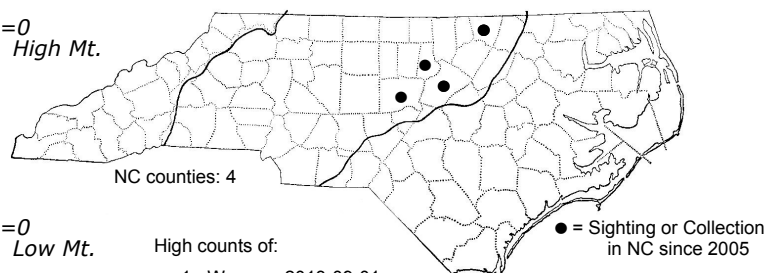 =0
High Mt.
NC counties: 4
=0
Low Mt.
High counts of:
● = Sighting or Collection
in NC since 2005